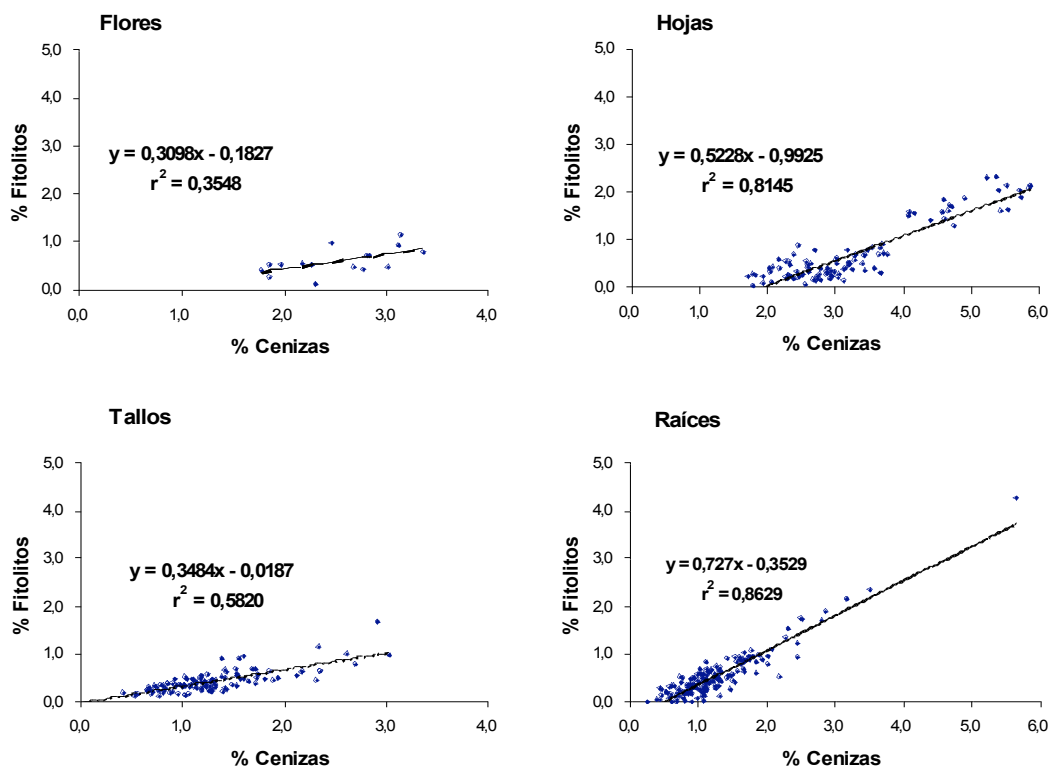 Flores
5,0
4,0
3,0
2,0
1,0
0,0
% Fitolitos
y = 0,3098x - 0,1827
r² = 0,3548
0,0 1,0 2,0 3,0 4,0
% Cenizas
Hojas
5,0
4,0
3,0
2,0
1,0
0,0
% Fitolitos
y = 0,5228x - 0,9925
r² = 0,8145
0,0 1,0 2,0 3,0 4,0 5,0 6,0
% Cenizas
Tallos
5,0
4,0
3,0
2,0
1,0
0,0
% Fitolitos
y = 0,3484x - 0,0187
r² = 0,5820
0,0 1,0 2,0 3,0 4,0
% Cenizas
Raíces
5,0
4,0
3,0
2,0
1,0
0,0
% Fitolitos
y = 0,727x - 0,3529
r² = 0,8629
0,0 1,0 2,0 3,0 4,0 5,0 6,0
% Cenizas